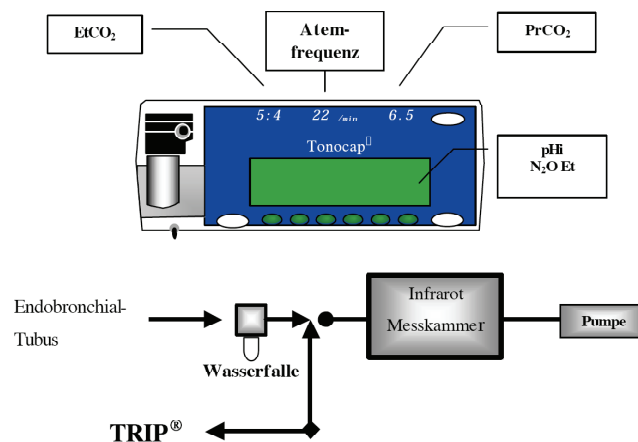 EtCO₂
Atem-
frequenz
PrCO₂
5:4 22 /min 6.5
Tonocap
pHi
N₂O Et
Endobronchial-
Tubus
Wasserfalle
Infrarot
Messkammer
Pumpe
TRIP®